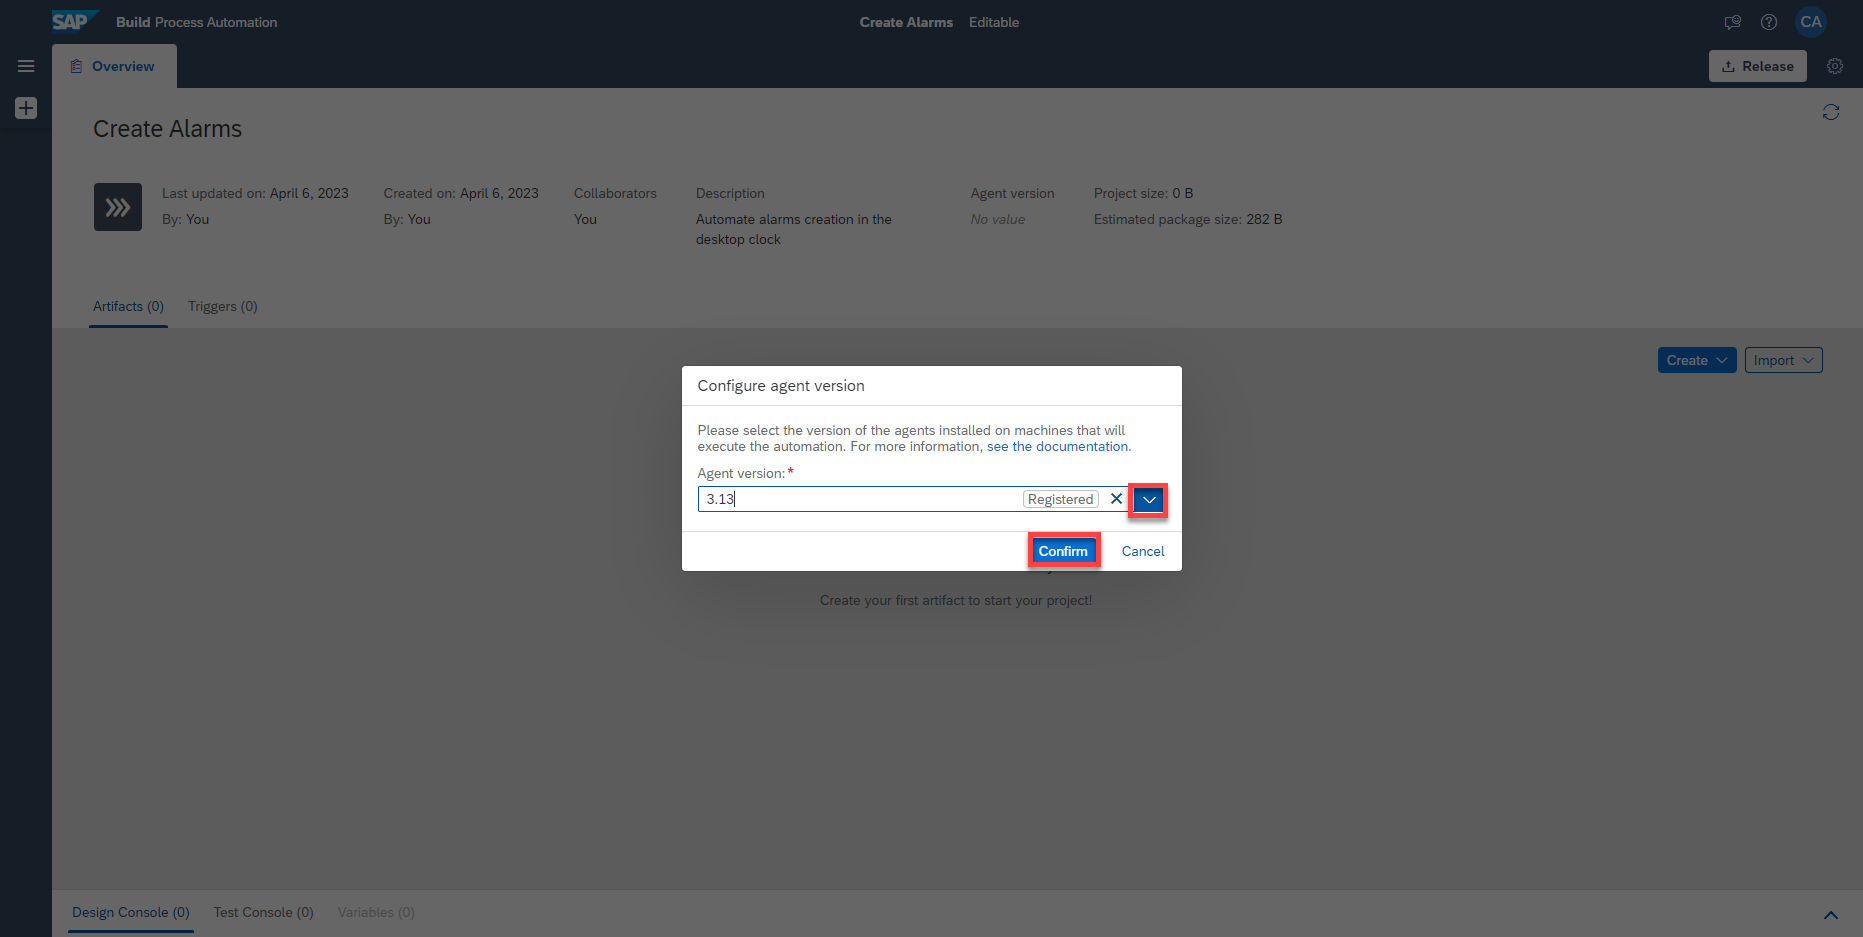 SAP Build Process Automation
Create Alarms Editable
CA
Overview
Release
Create Alarms
Last updated on: April 6, 2023
By: You
Created on: April 6, 2023
By: You
Collaborators
You
Description
Automate alarms creation in the
desktop clock
Agent version
No value
Project size: 0 B
Estimated package size: 282 B
Artifacts (0) Triggers (0)
Create Import
Configure agent version
Please select the version of the agents installed on machines that will
execute the automation. For more information, see the documentation.
Agent version:*
3.13 Registered
Confirm Cancel
Create your first artifact to start your project!
Design Console (0) Test Console (0) Variables (0)